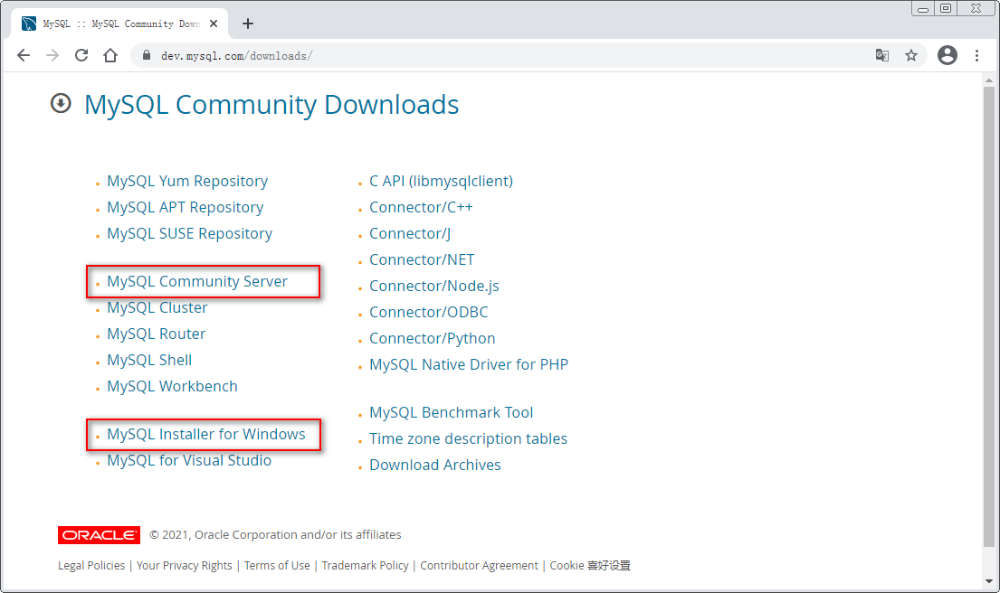 MySQL :: MySQL Community Down
dev.mysql.com/downloads/
MySQL Community Downloads
MySQL Yum Repository
MySQL APT Repository
MySQL SUSE Repository
MySQL Community Server
MySQL Cluster
MySQL Router
MySQL Shell
MySQL Workbench
MySQL Installer for Windows
MySQL for Visual Studio
C API (libmysqlclient)
Connector/C++
Connector/J
Connector/NET
Connector/Node.js
Connector/ODBC
Connector/Python
MySQL Native Driver for PHP
MySQL Benchmark Tool
Time zone description tables
Download Archives
ORACLE © 2021, Oracle Corporation and/or its affiliates
Legal Policies | Your Privacy Rights | Terms of Use | Trademark Policy | Contributor Agreement | Cookie 喜好设置